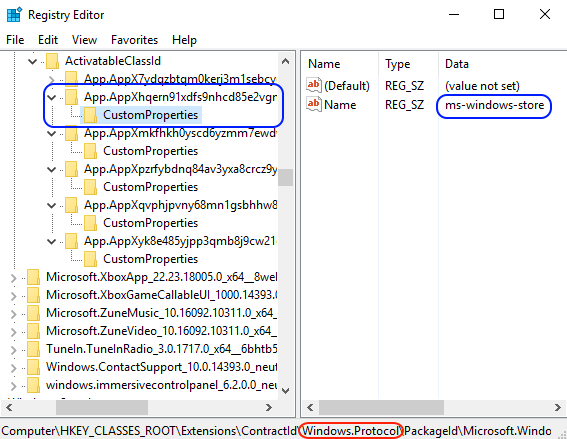 Registry Editor
File Edit View Favorites Help
ActivatableClassId
App.AppX7ydqzbtgm0kerj3m1sebcy
App.AppXhqern91xdfs9nhcd85e2vgm
CustomProperties
App.AppXmkfhkh0yscd6yzmm7ewd
CustomProperties
App.AppXpzrfybdnq84av3yxa8crcz9y
CustomProperties
App.AppXqvphjpvny68mn1gsbhhw8
CustomProperties
App.AppXyk8e485yjpp3qmb8j9cw21
CustomProperties
Microsoft.XboxApp_22.23.18005.0_x64__8wel
Microsoft.XboxGameCallableUI_1000.14393.0
Microsoft.ZuneMusic_10.16092.10311.0_x64_
Microsoft.ZuneVideo_10.16092.10311.0_x64_
TuneIn.TuneInRadio_3.0.1717.0_x64__6bhtb5
Windows.ContactSupport_10.0.14393.0_neut
windows.immersivecontrolpanel_6.2.0.0_neu
Name Type Data
(Default) REG_SZ (value not set)
Name REG_SZ ms-windows-store
Computer\HKEY_CLASSES_ROOT\Extensions\ContractId\Windows.Protocol\PackageId\Microsoft.Windo